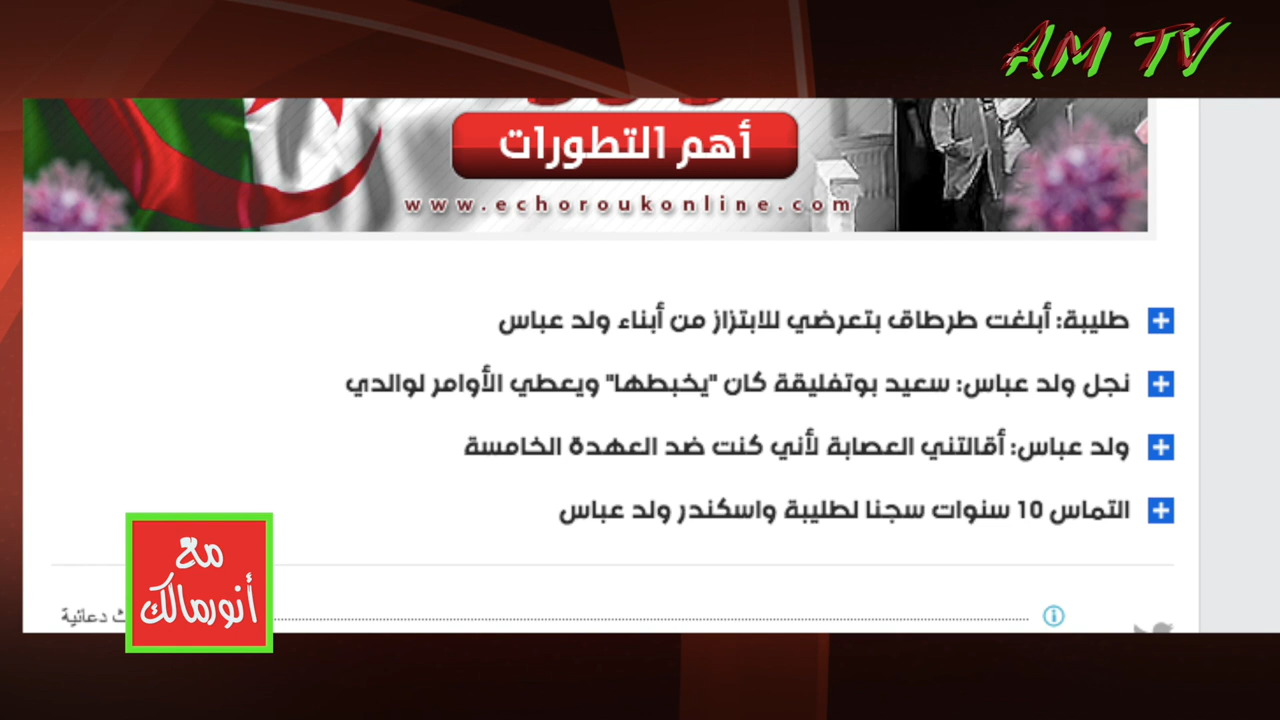 AM TV
أهم التطورات
www.echoroukonline.com
طليبة: أبلغت طرطاق بتعرضي للابتزاز من أبناء ولد عباس
نجل ولد عباس: سعيد بوتفليقة كان "يخبطها" ويعطي الأوامر لوالدي
ولد عباس: أقالتني العصابة لأني كنت ضد العهدة الخامسة
التماس 10 سنوات سجنا لطليبة واسكندر ولد عباس
مع
أنورمالك
دعائية